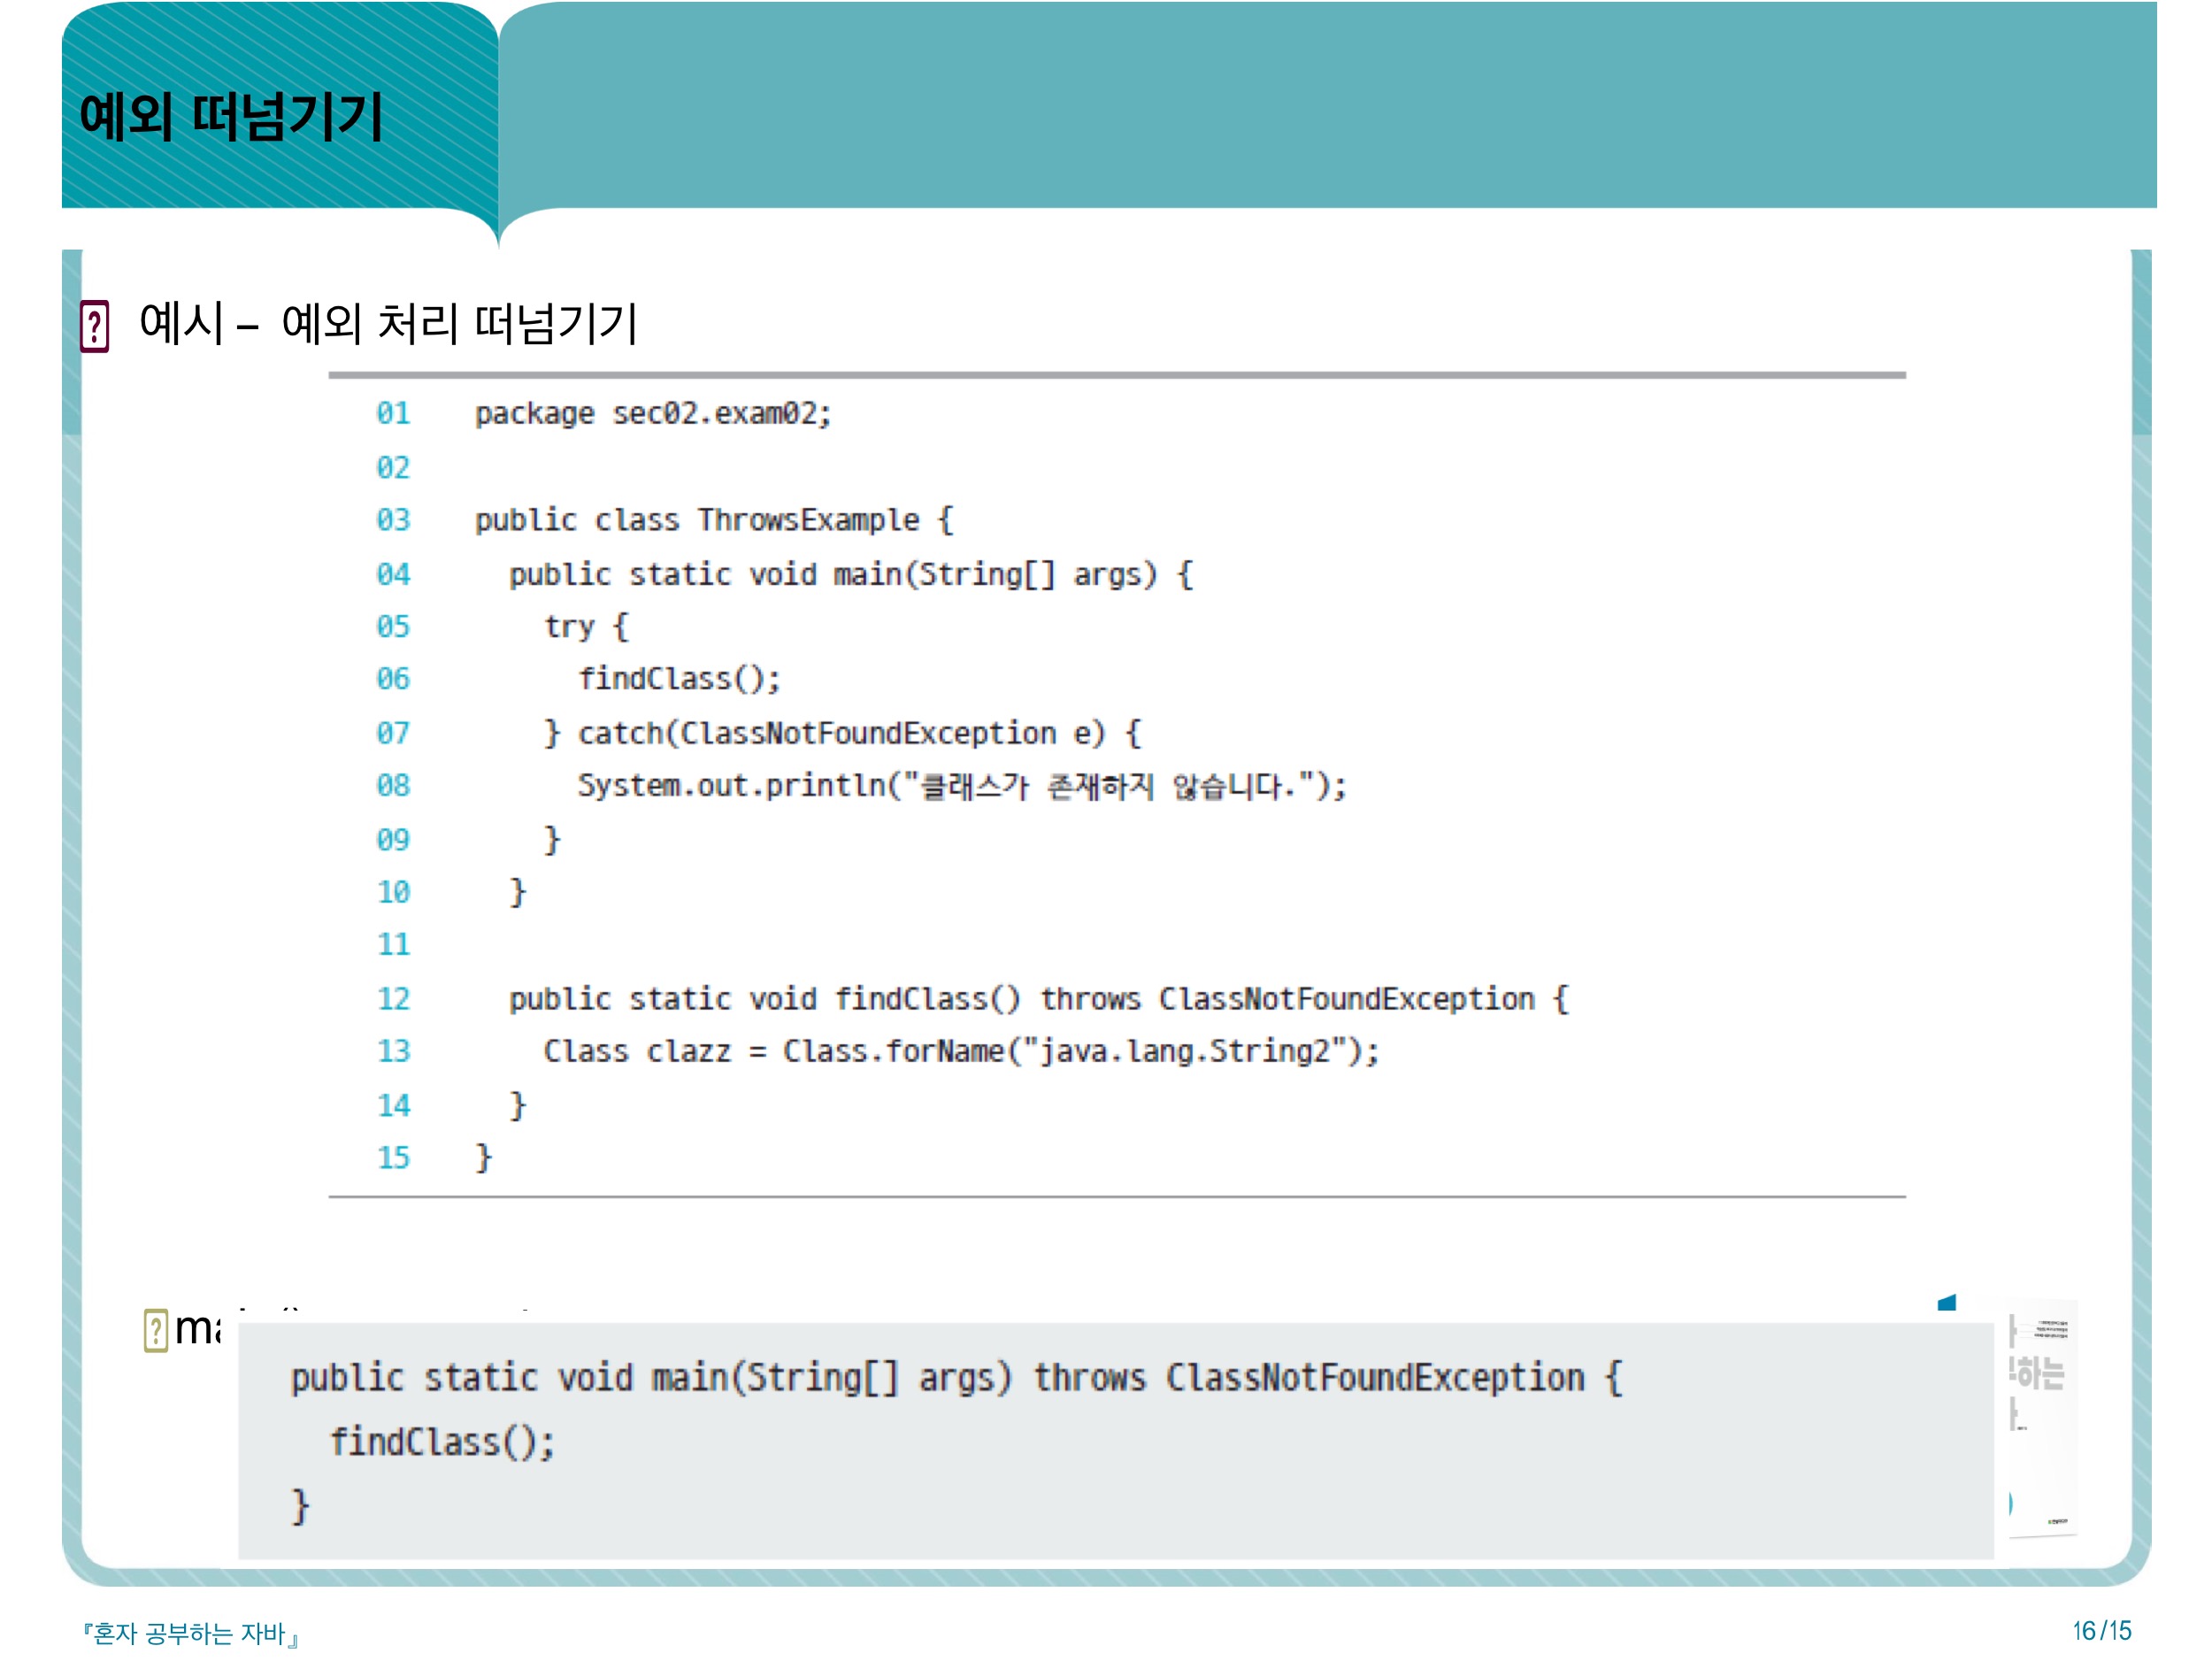 예외 떠넘기기
예시 – 예외 처리 떠넘기기
01 package sec02.exam02;
02
03 public class ThrowsExample {
04 public static void main(String[] args) {
05 try {
06 findClass();
07 } catch(ClassNotFoundException e) {
08 System.out.println("클래스가 존재하지 않습니다.");
09 }
10 }
11
12 public static void findClass() throws ClassNotFoundException {
13 Class clazz = Class.forName("java.lang.String2");
14 }
15 }
public static void main(String[] args) throws ClassNotFoundException {
findClass();
}
『혼자 공부하는 자바』
16/15